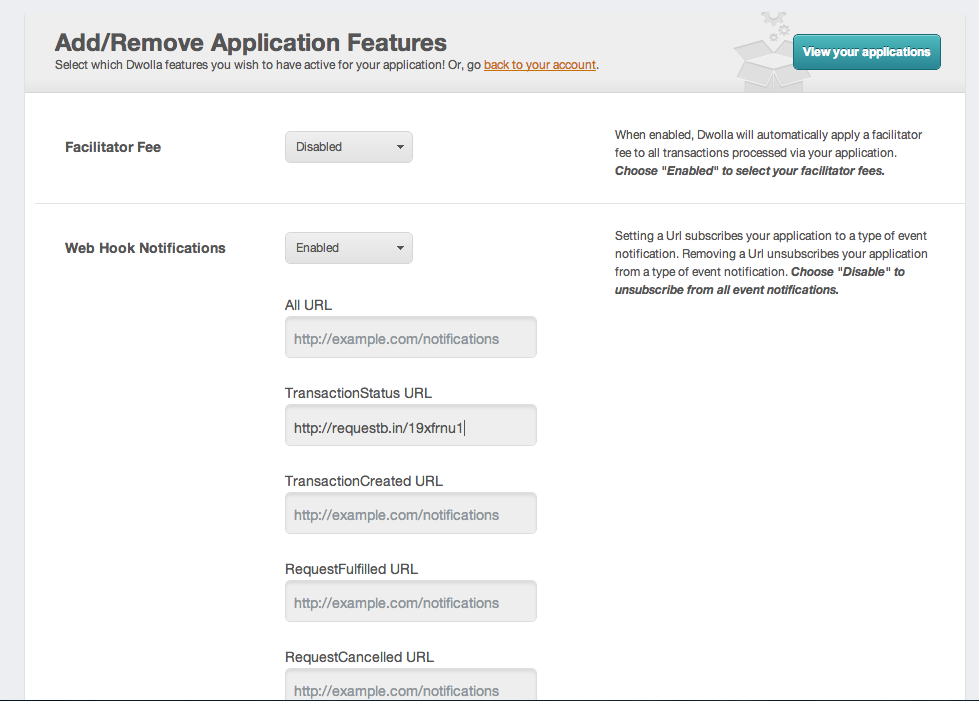 Add/Remove Application Features
Select which Dwolla features you wish to have active for your application! Or, go back to your account.
View your applications
Facilitator Fee
Disabled
When enabled, Dwolla will automatically apply a facilitator
fee to all transactions processed via your application.
Choose "Enabled" to select your facilitator fees.
Web Hook Notifications
Enabled
Setting a Url subscribes your application to a type of event
notification. Removing a Url unsubscribes your application
from a type of event notification. Choose "Disable" to
unsubscribe from all event notifications.
All URL
http://example.com/notifications
TransactionStatus URL
http://requestb.in/19xfrnu1
TransactionCreated URL
http://example.com/notifications
RequestFulfilled URL
http://example.com/notifications
RequestCancelled URL
http://example.com/notifications